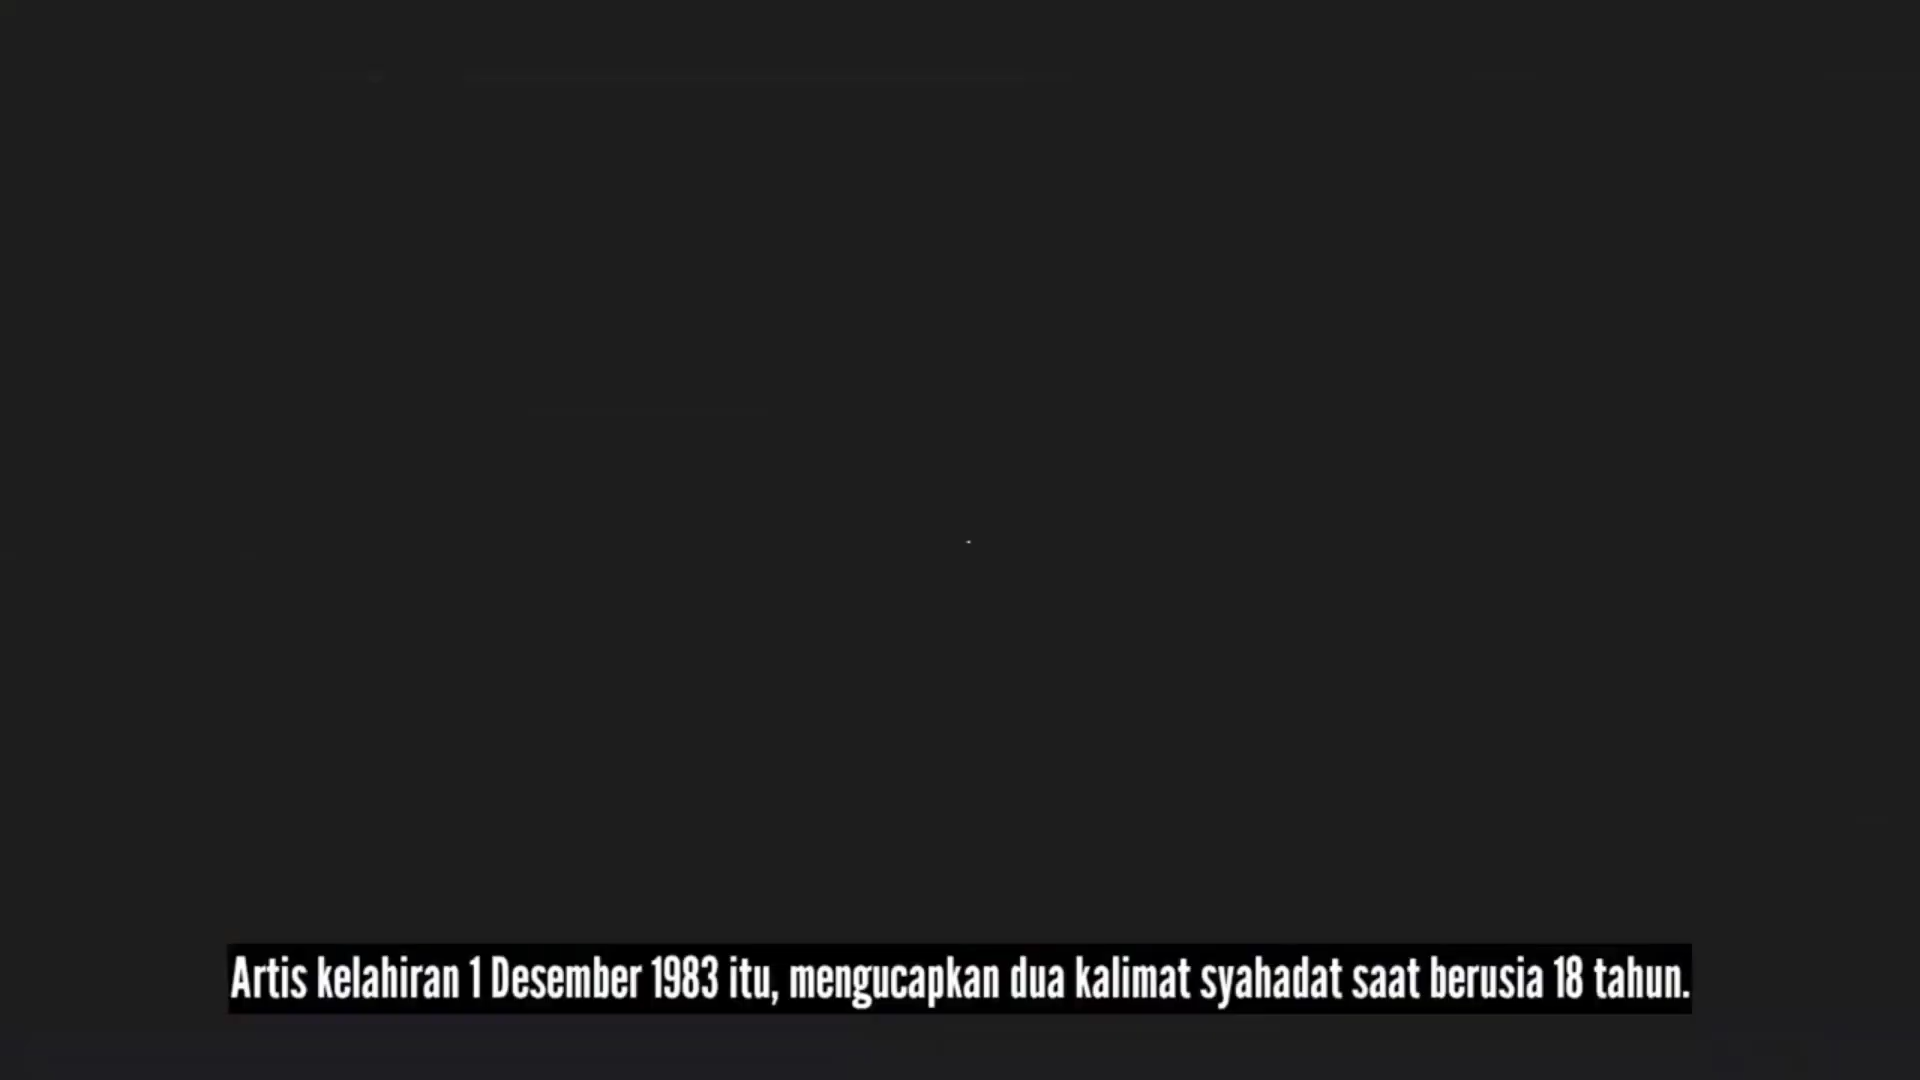 Artis kelahiran 1 Desember 1983 itu, mengucapkan dua kalimat syahadat saat berusia 18 tahun.